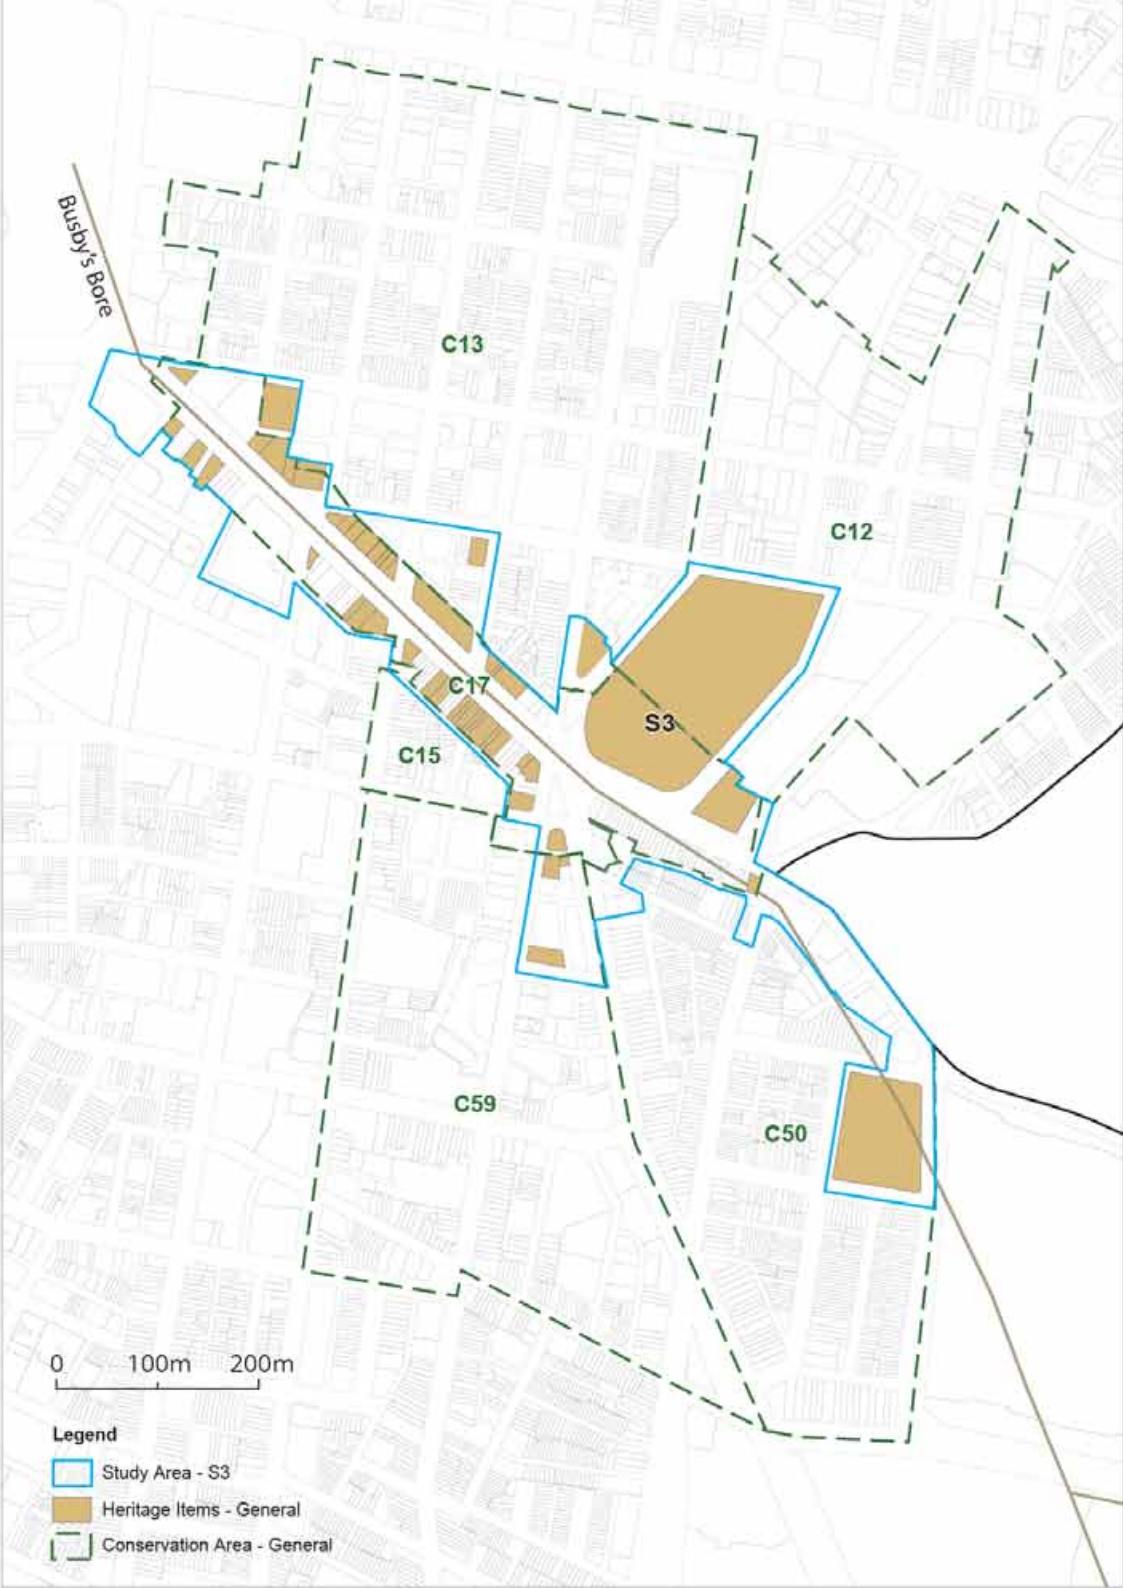 Busby's Bore
C13
C12
C17
S3
C15
C59
C50
0 100m 200m
Legend
Study Area - S3
Heritage Items - General
Conservation Area - General